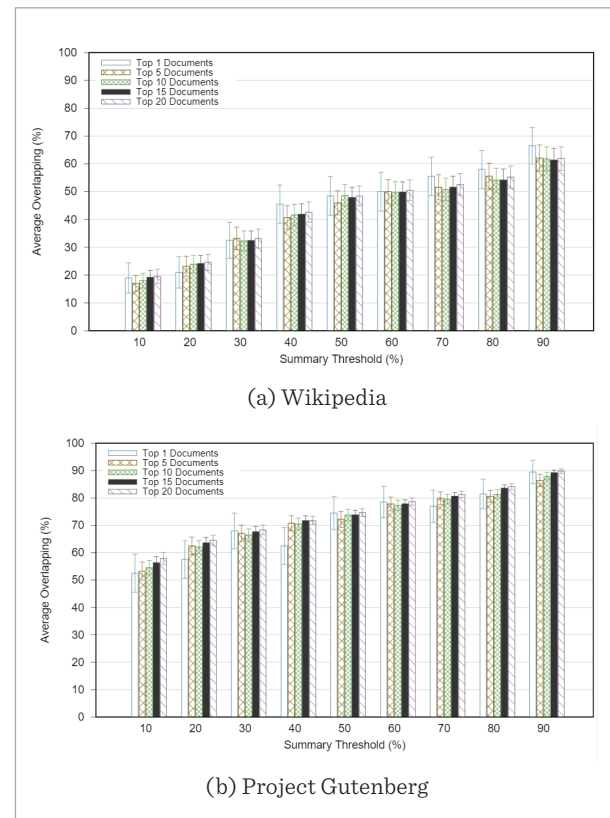 100
90
80
70
60
50
40
30
20
10
0
Average Overlapping (%)
Top 1 Documents
Top 5 Documents
Top 10 Documents
Top 15 Documents
Top 20 Documents
10 20 30 40 50 60 70 80 90
Summary Threshold (%)
(a) Wikipedia
100
90
80
70
60
50
40
30
20
10
0
Average Overlapping (%)
Top 1 Documents
Top 5 Documents
Top 10 Documents
Top 15 Documents
Top 20 Documents
10 20 30 40 50 60 70 80 90
Summary Threshold (%)
(b) Project Gutenberg